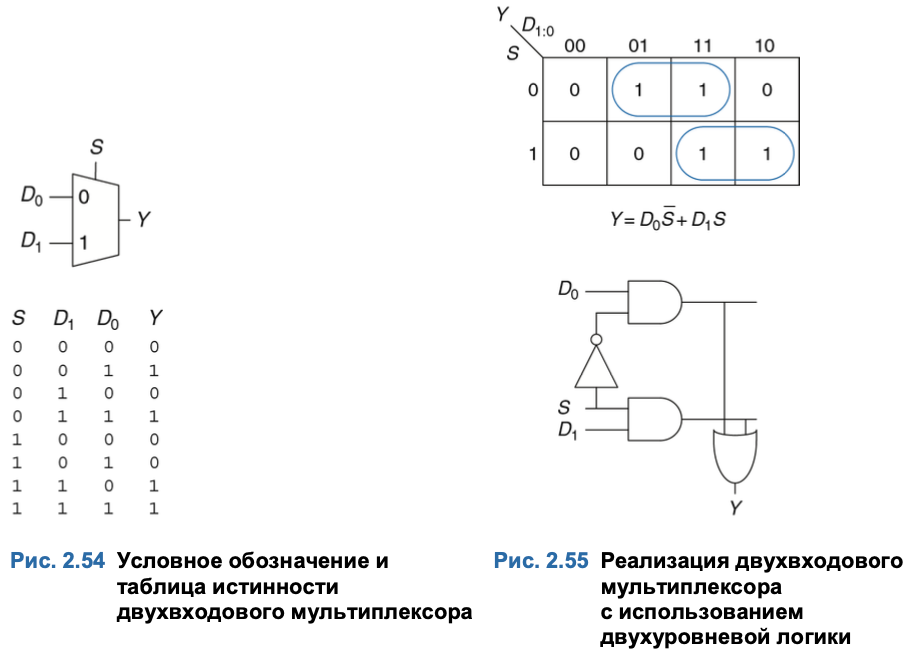 S
D₀ 0
Y
D₁ 1
S D₁ D₀ Y
0 0 0 0
0 0 1 1
0 1 0 0
0 1 1 1
1 0 0 0
1 0 1 0
1 1 0 1
1 1 1 1
Рис. 2.54 Условное обозначение и
таблица истинности
двухвходового мультиплексора
Y D₁:₀
S 00 01 11 10
0 0 1 1 0
1 0 0 1 1
Y = D₀S̅ + D₁S
D₀
S
D₁
Y
Рис. 2.55 Реализация двухвходового
мультиплексора
с использованием
двухуровневой логики